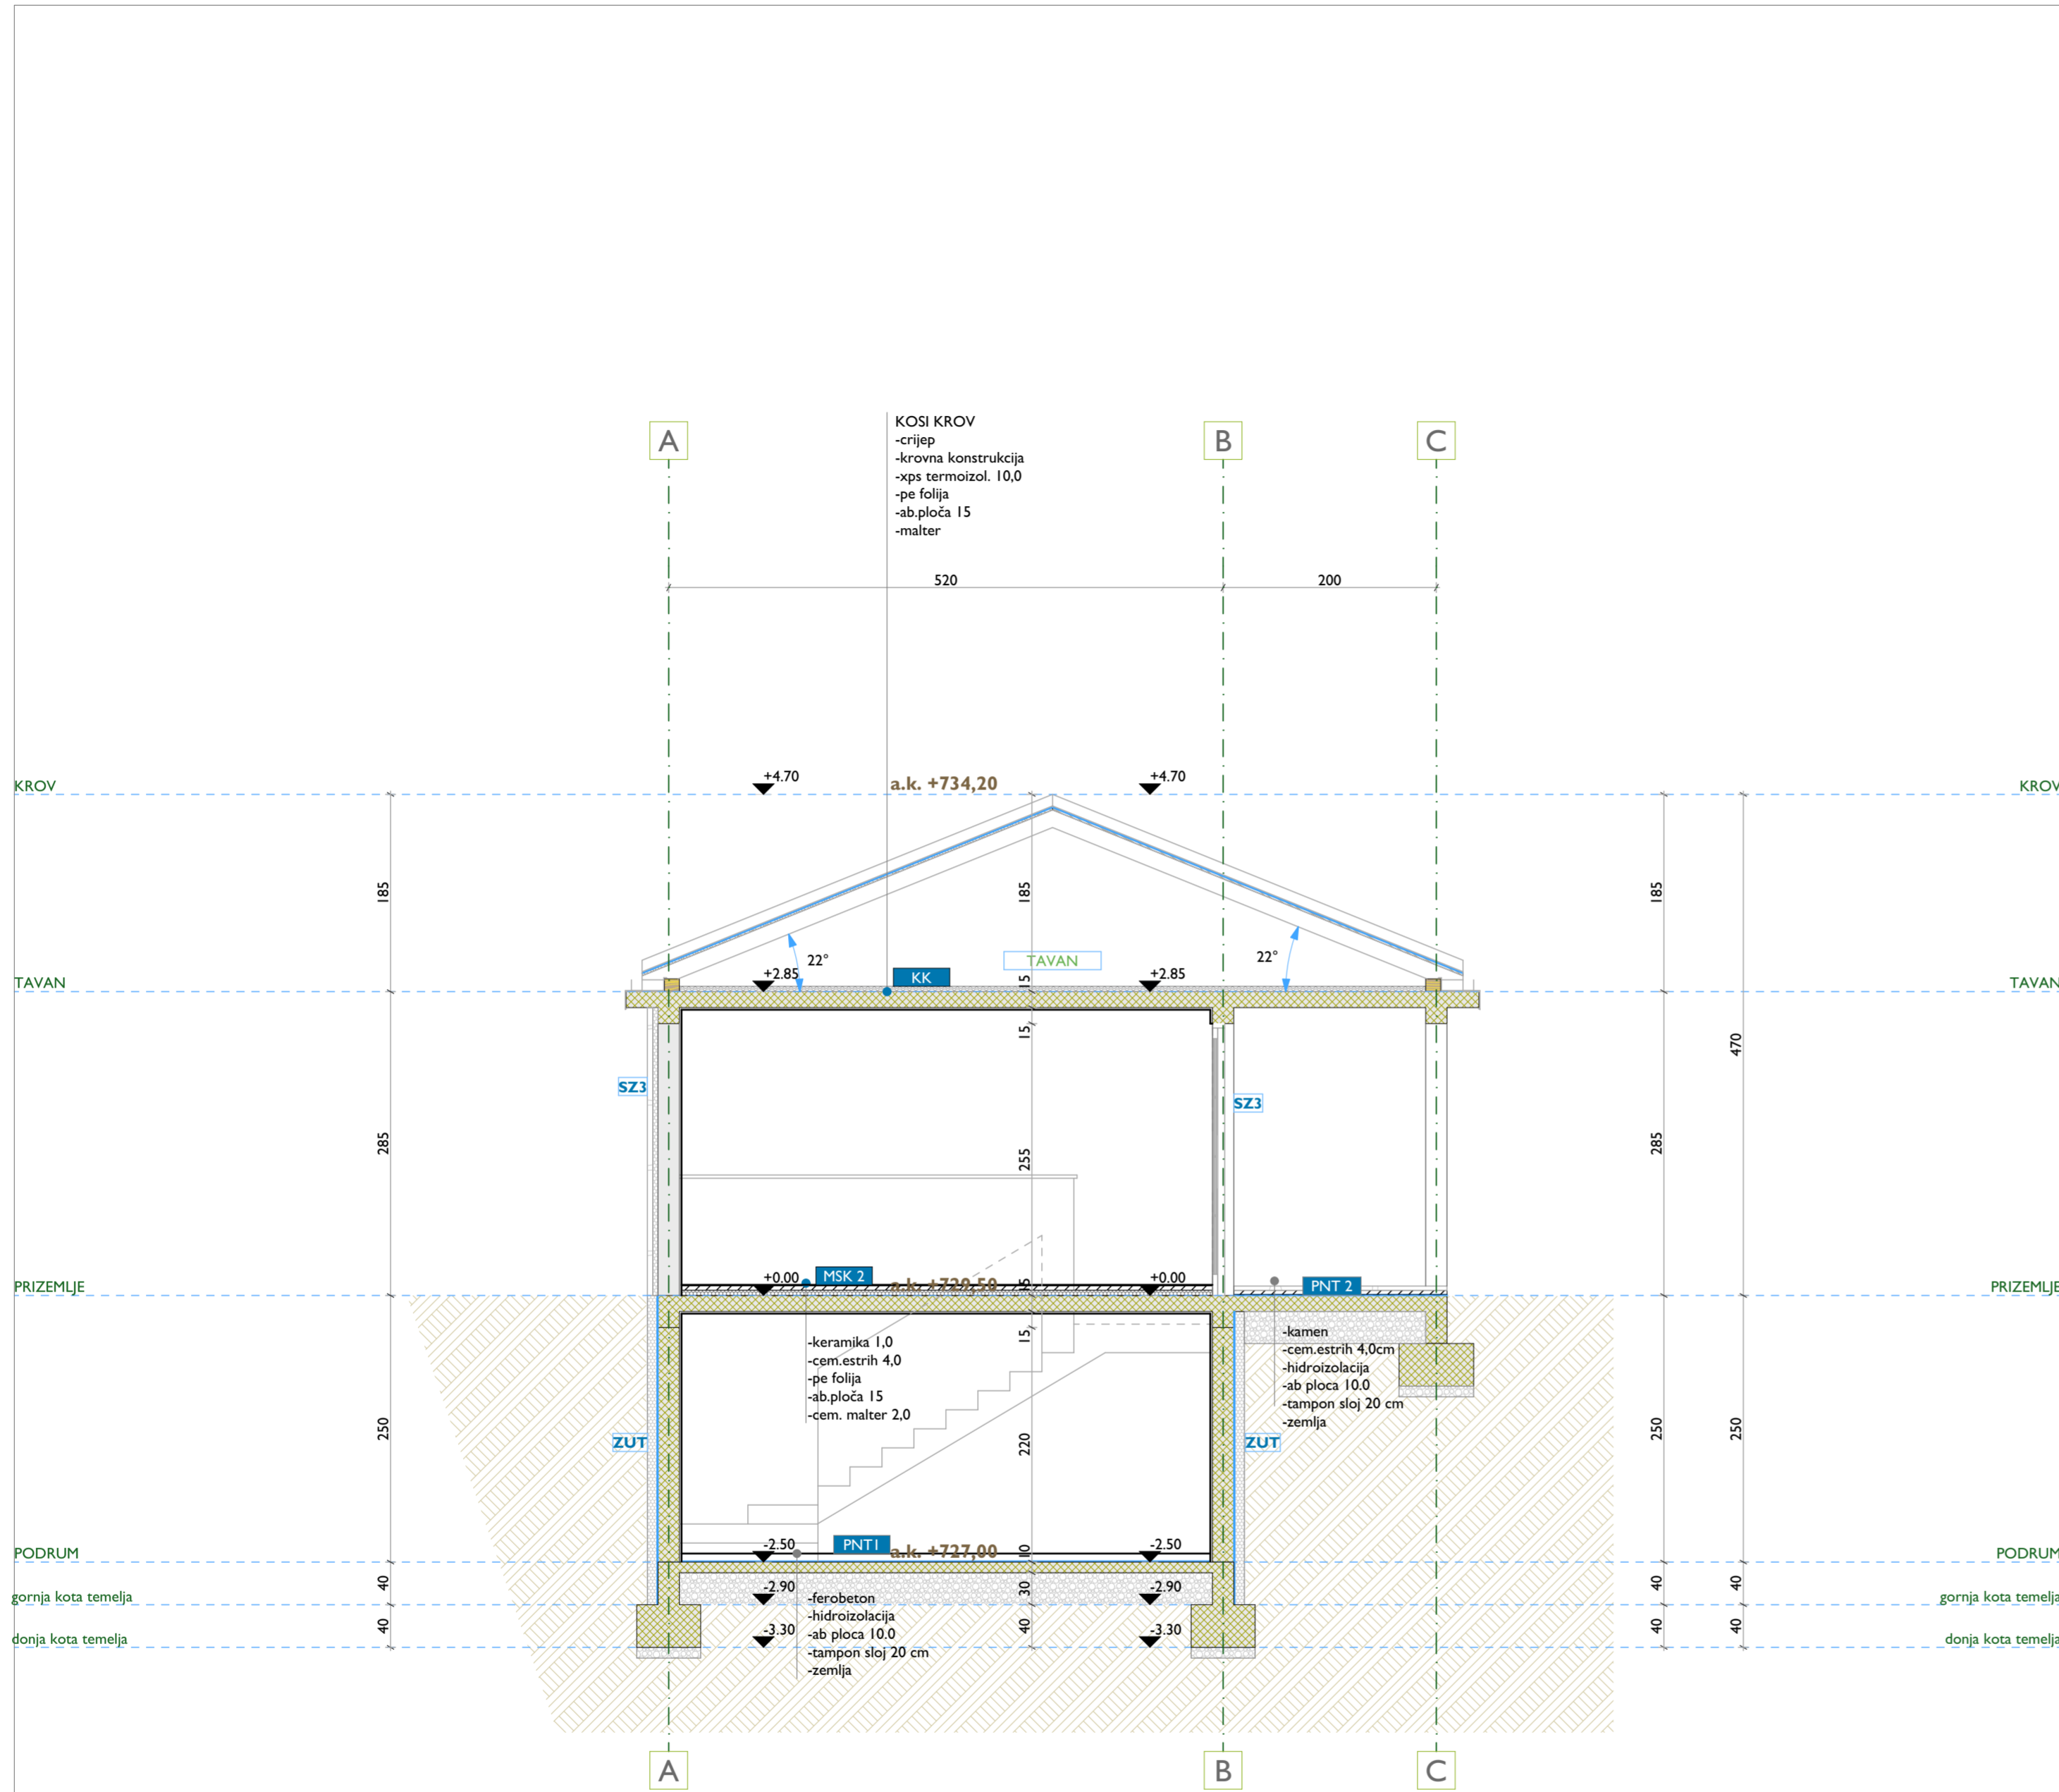 A
B
C
KOSI KROV
-crijep
-krovna konstrukcija
-xps termoizol. 10,0
-pe folija
-ab.ploča 15
-malter
520
200
KROV
+4.70
a.k. +734,20
+4.70
KROV
185
185
185
22°
22°
TAVAN
TAVAN
+2.85
KK
15
+2.85
TAVAN
15
470
SZ3
SZ3
285
255
285
PRIZEMLJE
+0.00
MSK 2
a.k. +729,50
15
+0.00
PNT 2
PRIZEMLJE
-keramika 1,0
-cem.estrih 4,0
-pe folija
-ab.ploča 15
-cem. malter 2,0
15
-kamen
-cem.estrih 4,0cm
-hidroizolacija
-ab ploca 10.0
-tampon sloj 20 cm
-zemlja
250
ZUT
220
ZUT
250
250
PODRUM
-2.50
PNT1
a.k. +727,00
10
-2.50
PODRUM
40
40
40
gornja kota temelja
-2.90
30
-2.90
gornja kota temelja
-ferobeton
-hidroizolacija
-ab ploca 10.0
-tampon sloj 20 cm
-zemlja
40
40
40
40
donja kota temelja
-3.30
-3.30
donja kota temelja
A
B
C